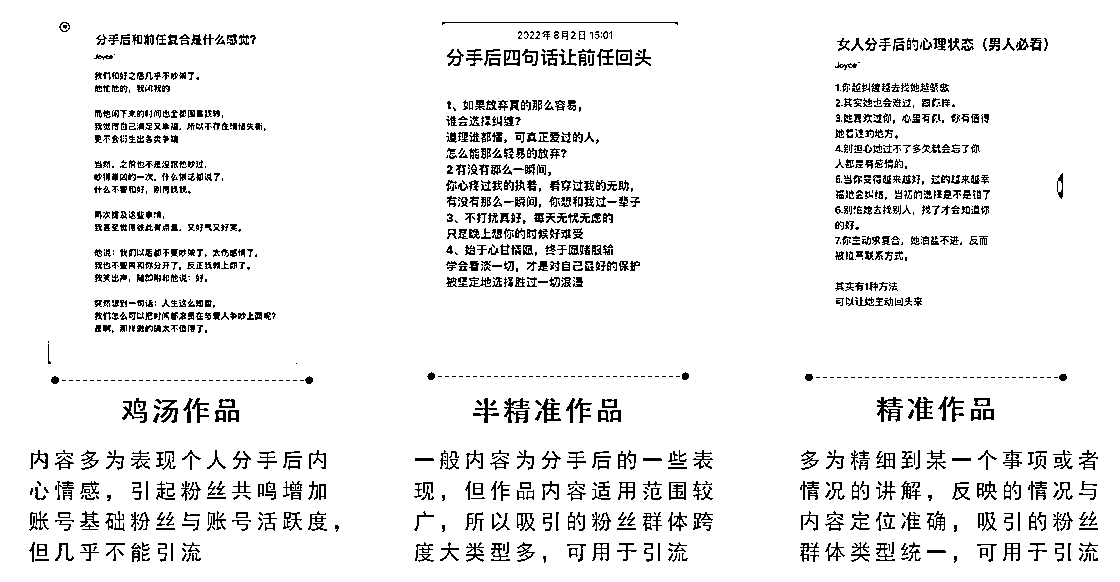 分手后和前任复合是什么感觉?
Joyce
我们和好之后几乎不吵架了。
他忙他的，我闲我的
而他闲下来的时间也全都围着我转，
我觉得自己满足又幸福，所以不存在情绪失衡，
更不会衍生出各类争端
当然，之前也不是没跟他吵过，
吵得最凶的一次，什么狠话都说了，
什么不要和好，别再找我。
再次提及这些事情，
我甚至觉得彼此有点重，又好气又好笑。
他说：我们以后都不要吵架了，太伤感情了。
我也不要再和你分开了，反正我赖上你了。
我笑出声，随即附和他说：好。
突然想到一句话：人生这么短暂，
我们怎么可以把时间都浪费在与爱人争吵上面呢?
是啊，那样做的确太不值得了。
鸡汤作品
内容多为表现个人分手后内
心情感，引起粉丝共鸣增加
账号基础粉丝与账号活跃度，
但几乎不能引流
2022年8月2日 15:01
分手后四句话让前任回头
1、如果放弃真的那么容易，
谁会选择纠缠?
道理谁都懂，可真正爱过的人，
怎么能那么轻易的放弃?
2 有没有那么一瞬间，
你心疼过我的执着，看穿过我的无助，
有没有那么一瞬间，你想和我过一辈子
3、不打扰真好，每天无忧无虑的
只是晚上想你的时候好难受
4、始于心甘情愿，终于愿赌服输
学会看淡一切，才是对自己最好的保护
被坚定地选择胜过一切浪漫
半精准作品
一般内容为分手后的一些表
现，但作品内容适用范围较
广，所以吸引的粉丝群体跨
度大类型多，可用于引流
女人分手后的心理状态（男人必看）
Joyce
1.你越纠缠越去找她越骄傲
2.其实她也会难过，跟你一样。
3.她喜欢过你，心里有你，你有值得
她着迷的地方。
4.别担心她过不了多久就会忘了你
人都是有感情的。
5.当你变得越来越好，过的越来越幸
福她会纠结，当初的选择是不是错了
6.别怕她去找别人，找了才会知道你
的好。
7.你主动求复合，她油盐不进，反而
被拉黑联系方式。
其实有1种方法
可以让她主动回头来
精准作品
多为精细到某一个事项或者
情况的讲解，反映的情况与
内容定位准确，吸引的粉丝
群体类型统一，可用于引流